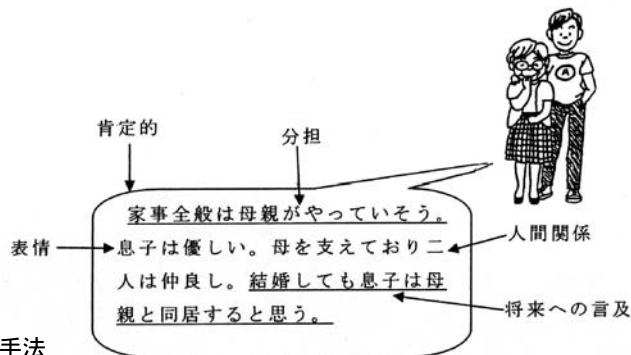 肯定的
分担
家事全般は母親がやっていそう。
表情
息子は優しい。母を支えており二
人間関係
人は仲良し。結婚しても息子は母
親と同居すると思う。
将来への言及
手法
A